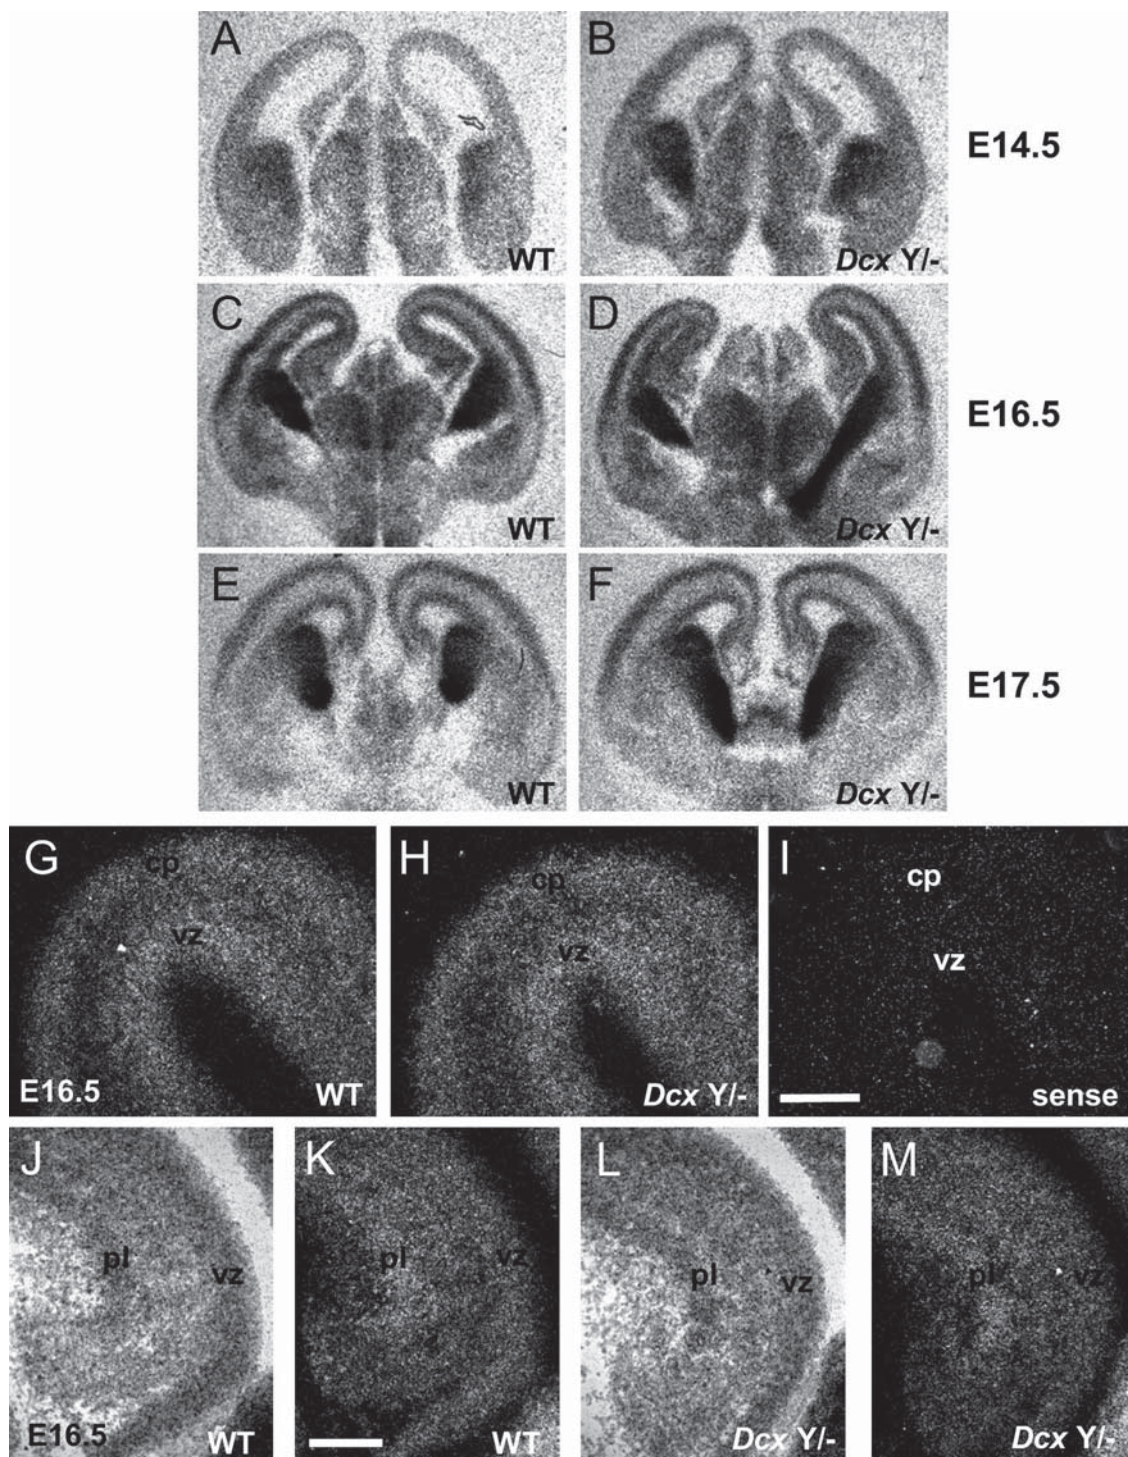 A
B
E14.5
WT
Dcx Y/-
C
D
E16.5
WT
Dcx Y/-
E
F
E17.5
WT
Dcx Y/-
G
cp
vz
E16.5
WT
H
cp
vz
Dcx Y/-
I
cp
vz
sense
J
pl
vz
E16.5
WT
K
pl
vz
WT
L
pl
vz
Dcx Y/-
M
pl
vz
Dcx Y/-